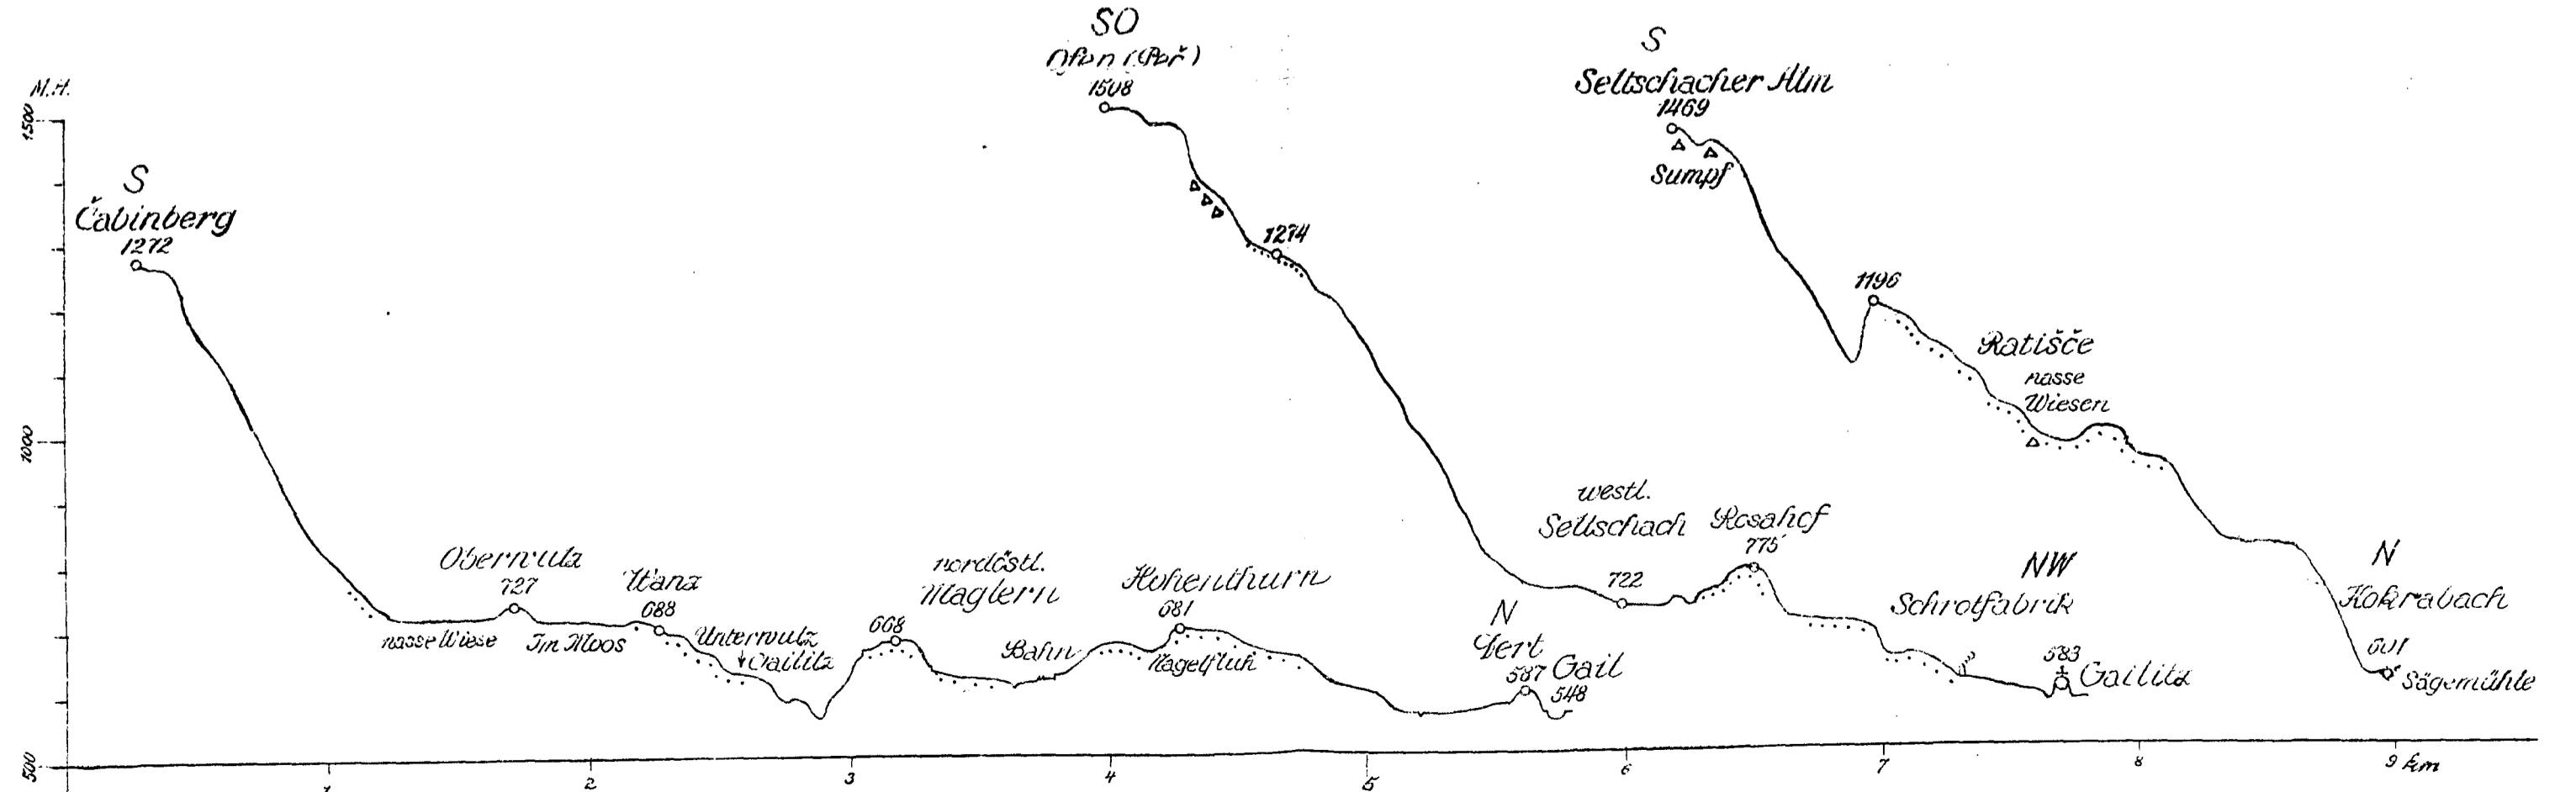 M.H.
1500
1000
500
S
Čabinberg
1272
Oberwutz
727
nasse Wiese
Im Moos
Wanz
688
Unterwutz
Gailitz
nordöstl.
Maglern
668
Bahn
Hohenthurn
681
Nagelfluh
N
587
Gail
548
SO
Ofen (Peč)
1508
1274
westl.
Seltschach
722
Rosahof
775
NW
Schrotfabrik
583
Gailitz
S
Seltschacher Alm
1469
Sumpf
1196
Ratišče
nasse
Wiesen
N
Kokrabach
601
Sägemühle
1
2
3
4
5
6
7
8
9 km